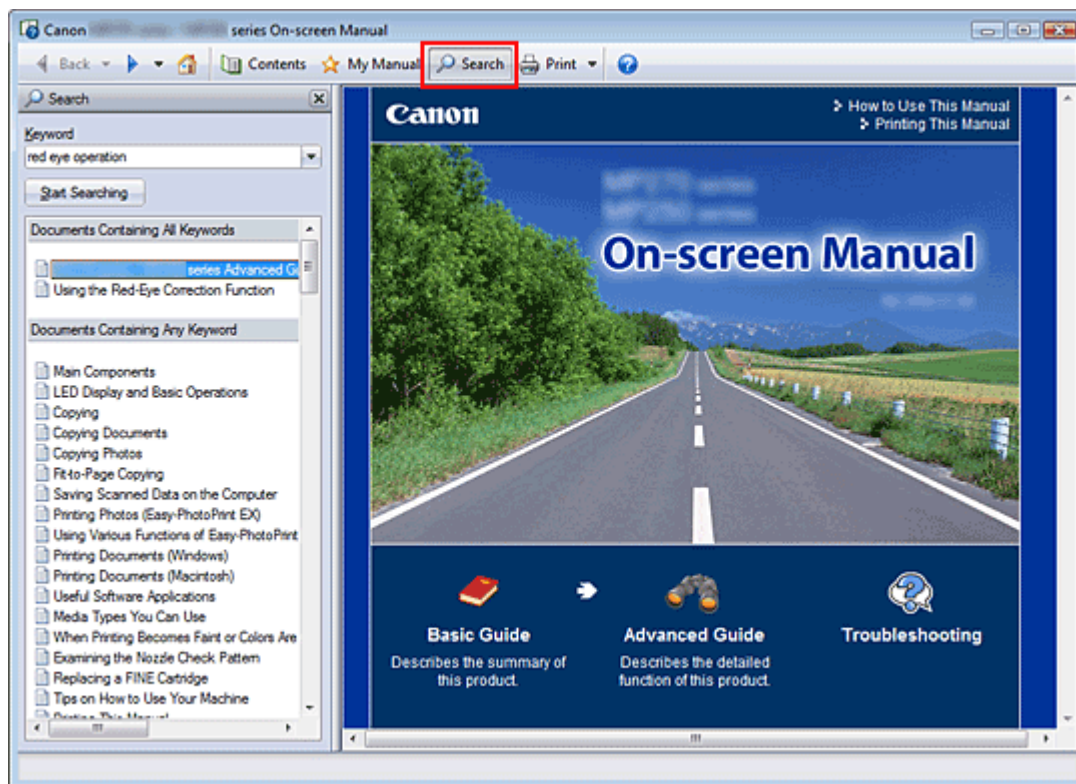 Canon series On-screen Manual
Back Contents My Manual Search Print
Search
Keyword
red eye operation
Start Searching
Documents Containing All Keywords
series Advanced G
Using the Red-Eye Correction Function
Documents Containing Any Keyword
Main Components
LED Display and Basic Operations
Copying
Copying Documents
Copying Photos
Fit-to-Page Copying
Saving Scanned Data on the Computer
Printing Photos (Easy-PhotoPrint EX)
Using Various Functions of Easy-PhotoPrint
Printing Documents (Windows)
Printing Documents (Macintosh)
Useful Software Applications
Media Types You Can Use
When Printing Becomes Faint or Colors Are
Examining the Nozzle Check Pattern
Replacing a FINE Cartridge
Tips on How to Use Your Machine
Printing This Manual
Canon
How to Use This Manual
Printing This Manual
series
series
On-screen Manual
Basic Guide
Describes the summary of
this product.
Advanced Guide
Describes the detailed
function of this product.
Troubleshooting